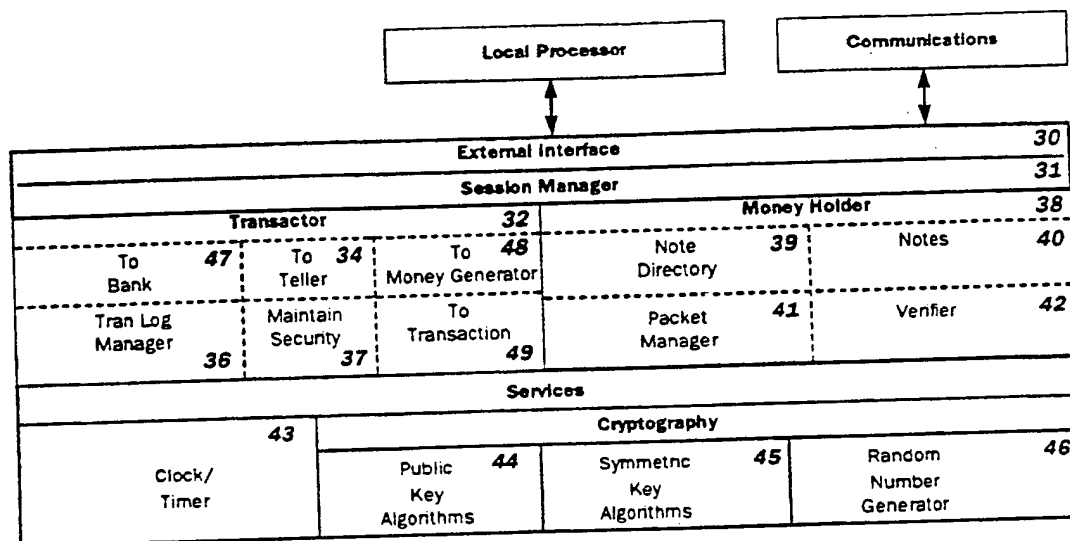 Local Processor
Communications
External Interface 30
Session Manager 31
Transactor 32
Money Holder 38
To Bank 47
To Teller 34
To Money Generator 48
Note Directory 39
Notes 40
Tran Log Manager 36
Maintain Security 37
To Transaction 49
Packet Manager 41
Verifier 42
Services
43
Clock/
Timer
Cryptography
Public 44
Key
Algorithms
Symmetric 45
Key
Algorithms
Random 46
Number
Generator